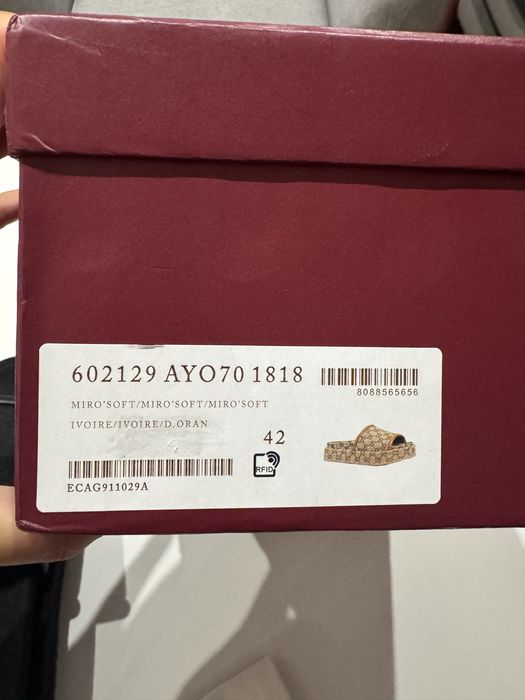 602129 AYO70 1818
8088565656
MIRO'SOFT/MIRO'SOFT/MIRO'SOFT
IVOIRE/IVOIRE/D.ORAN
42
RFID
ECAG911029A